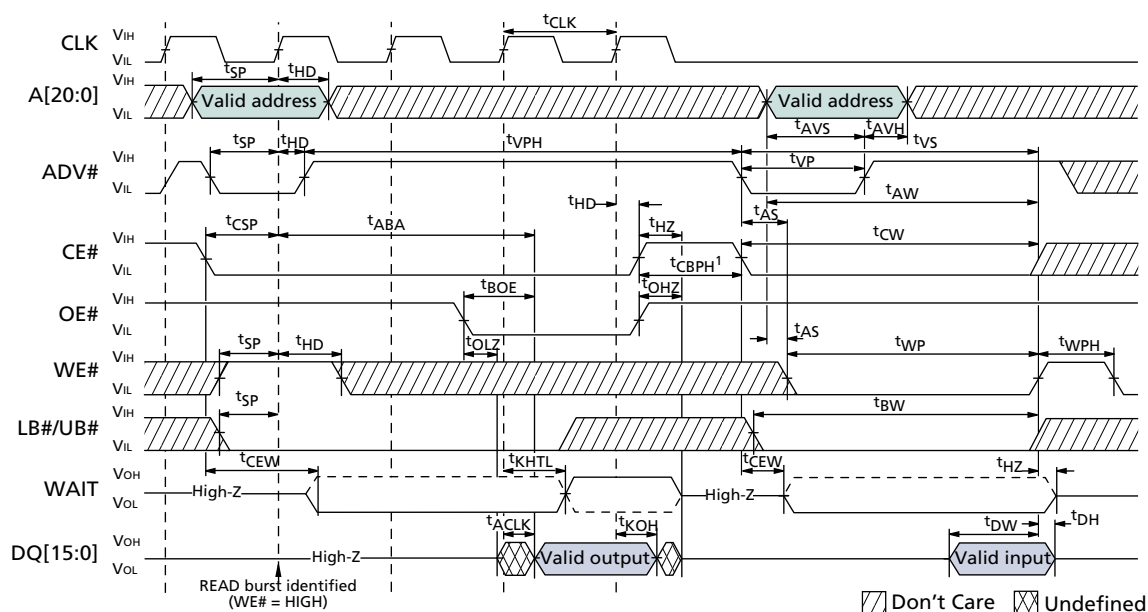 CLK
VIH
VIL
tCLK
A[20:0]
VIH
VIL
tSP
tHD
Valid address
Valid address
tAVS
tAVH
ADV#
VIH
VIL
tSP
tHD
tVPH
tVP
tVS
tAW
tHD
tAS
CE#
VIH
VIL
tCSP
tABA
tHZ
tCBPH1
tCW
OE#
VIH
VIL
tBOE
tOHZ
tOLZ
tAS
WE#
VIH
VIL
tSP
tHD
tWP
tWPH
LB#/UB#
VIH
VIL
tSP
tBW
WAIT
VOH
VOL
High-Z
tCEW
tKHTL
High-Z
tCEW
tHZ
DQ[15:0]
VOH
VOL
High-Z
tACLK
Valid output
tKOH
tDW
tDH
Valid input
READ burst identified
(WE# = HIGH)
Don't Care
Undefined